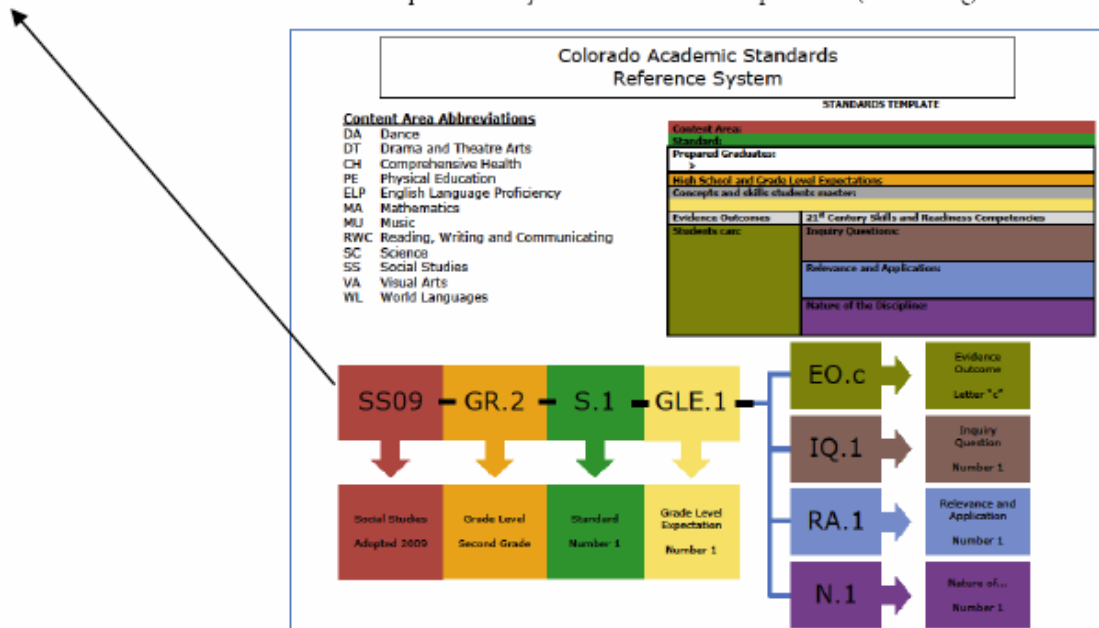 Colorado Academic Standards
Reference System
Content Area Abbreviations
DA Dance
DT Drama and Theatre Arts
CH Comprehensive Health
PE Physical Education
ELP English Language Proficiency
MA Mathematics
MU Music
RWC Reading, Writing and Communicating
SC Science
SS Social Studies
VA Visual Arts
WL World Languages
STANDARDS TEMPLATE
Content Area:
Standard:
Prepared Graduates:
➢
High School and Grade Level Expectations
Concepts and skills students master:
Evidence Outcomes
21st Century Skills and Readiness Competencies
Students can:
Inquiry Questions:
Relevance and Application:
Nature of the Discipline:
SS09 - GR.2 - S.1 - GLE.1
Social Studies
Adopted 2009
Grade Level
Second Grade
Standard
Number 1
Grade Level
Expectation
Number 1
EO.c
Evidence
Outcome
Letter "c"
IQ.1
Inquiry
Question
Number 1
RA.1
Relevance and
Application
Number 1
N.1
Nature of...
Number 1